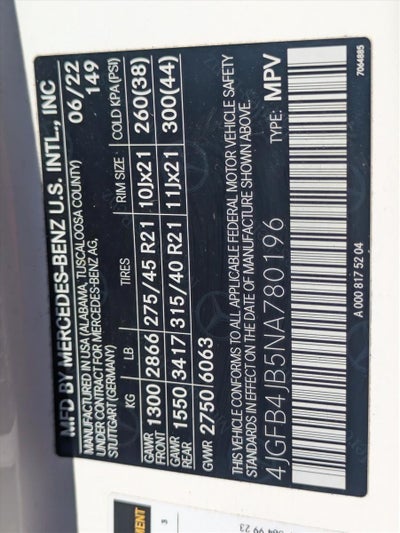 MFD BY MERCEDES-BENZ U.S. INTL., INC
MANUFACTURED IN USA (ALABAMA, TUSCALOOSA COUNTY) 06/22
UNDER CONTRACT FOR MERCEDES-BENZ AG, 149
STUTTGART (GERMANY)
KG LB TIRES RIM SIZE COLD KPA (PSI)
GAWR FRONT 1300 2866 275/45 R21 10Jx21 260(38)
GAWR REAR 1550 3417 315/40 R21 11Jx21 300(44)
GVWR 2750 6063
THIS VEHICLE CONFORMS TO ALL APPLICABLE FEDERAL MOTOR VEHICLE SAFETY
STANDARDS IN EFFECT ON THE DATE OF MANUFACTURE SHOWN ABOVE.
4JGFB4JB5NA780196 TYPE: MPV
A 000 817 52 04
7064885
3
99 23